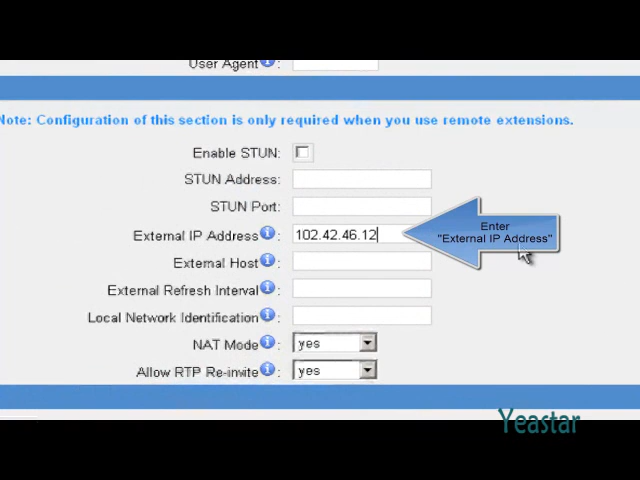 User Agent :
Note: Configuration of this section is only required when you use remote extensions.
Enable STUN:
STUN Address:
STUN Port:
External IP Address : 102.42.46.12
Enter
"External IP Address"
External Host :
External Refresh Interval :
Local Network Identification :
NAT Mode : yes
Allow RTP Re-invite : yes
Yeastar